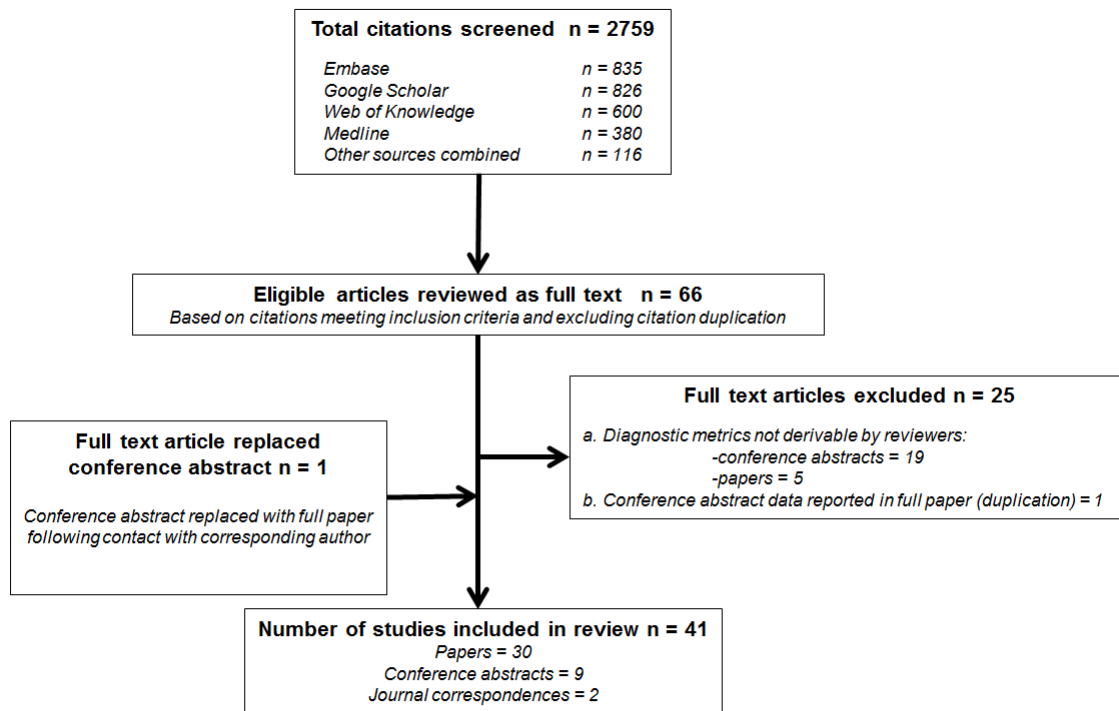 Total citations screened n = 2759
Embase n = 835
Google Scholar n = 826
Web of Knowledge n = 600
Medline n = 380
Other sources combined n = 116
Eligible articles reviewed as full text n = 66
Based on citations meeting inclusion criteria and excluding citation duplication
Full text articles excluded n = 25
a. Diagnostic metrics not derivable by reviewers:
-conference abstracts = 19
-papers = 5
b. Conference abstract data reported in full paper (duplication) = 1
Full text article replaced
conference abstract n = 1
Conference abstract replaced with full paper
following contact with corresponding author
Number of studies included in review n = 41
Papers = 30
Conference abstracts = 9
Journal correspondences = 2